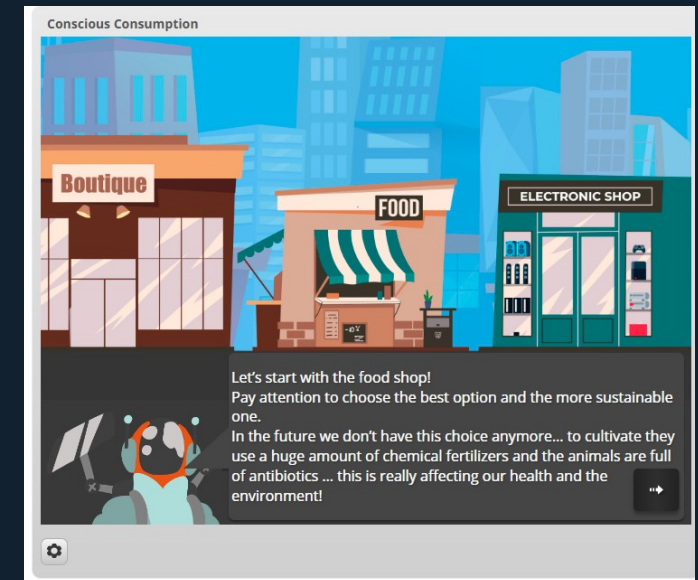 Conscious Consumption
Boutique
FOOD
ELECTRONIC SHOP
Let's start with the food shop!
Pay attention to choose the best option and the more sustainable
one.
In the future we don't have this choice anymore... to cultivate they
use a huge amount of chemical fertilizers and the animals are full
of antibiotics ... this is really affecting our health and the
environment!